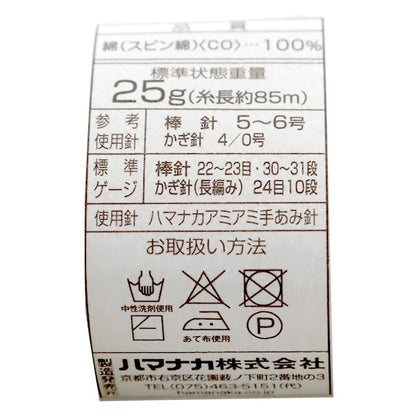 品質
綿(スピン綿)〈CO〉…100%
標準状態重量
25g(糸長約85m)
参考使用針
棒針 5〜6号
かぎ針 4/0号
標準ゲージ
棒針 22〜23目・30〜31段
かぎ針(長編み) 24目10段
使用針 ハマナカアミアミ手あみ針
お取扱い方法
中性洗剤使用
あて布使用
P
製造発売元
ハマナカ株式会社
京都市右京区花園薮ノ下町2番地の3
TEL(075)463-5151(代)
hamanaka.co.jp